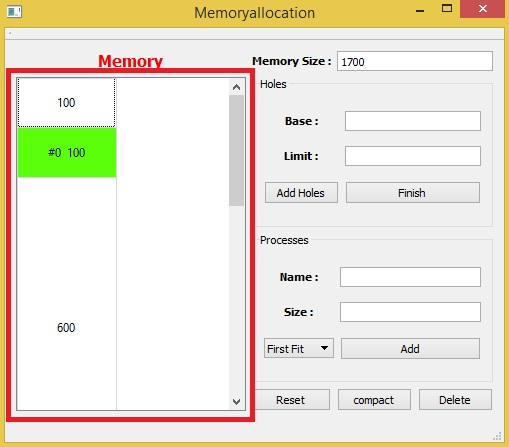 Memoryallocation
Memory
100
#0 100
600
Memory Size : 1700
Holes
Base :
Limit :
Add Holes Finish
Processes
Name :
Size :
First Fit Add
Reset compact Delete